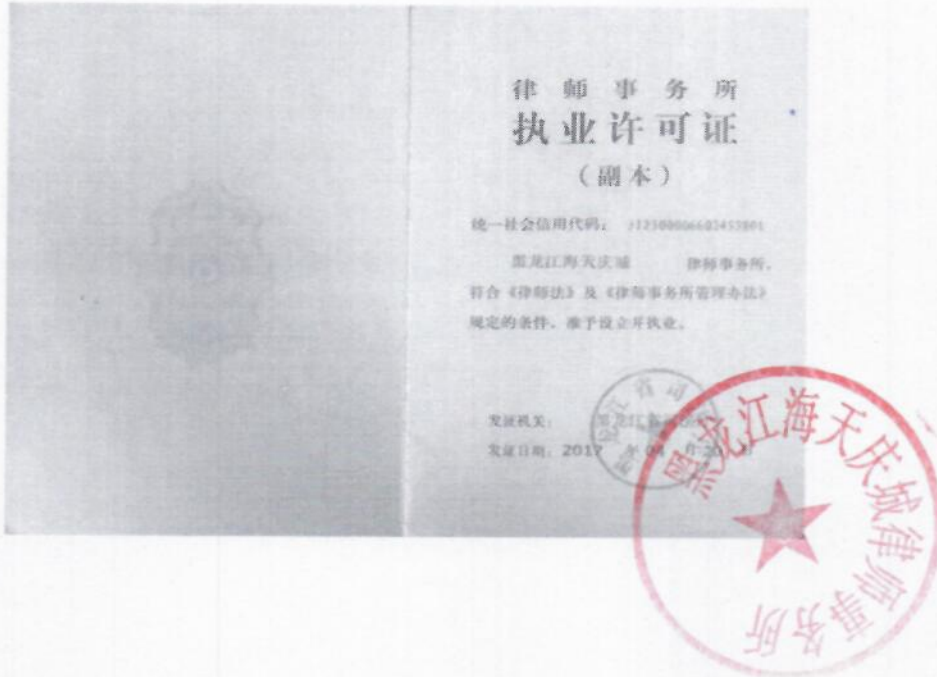 律师事务所
执业许可证
（副本）
统一社会信用代码：
黑龙江海天庆城 律师事务所，
符合《律师法》及《律师事务所管理办法》
规定的条件，准予设立并执业。
发证机关：
发证日期：2017 年 04 月 20
黑龙江海天庆城律师事务所